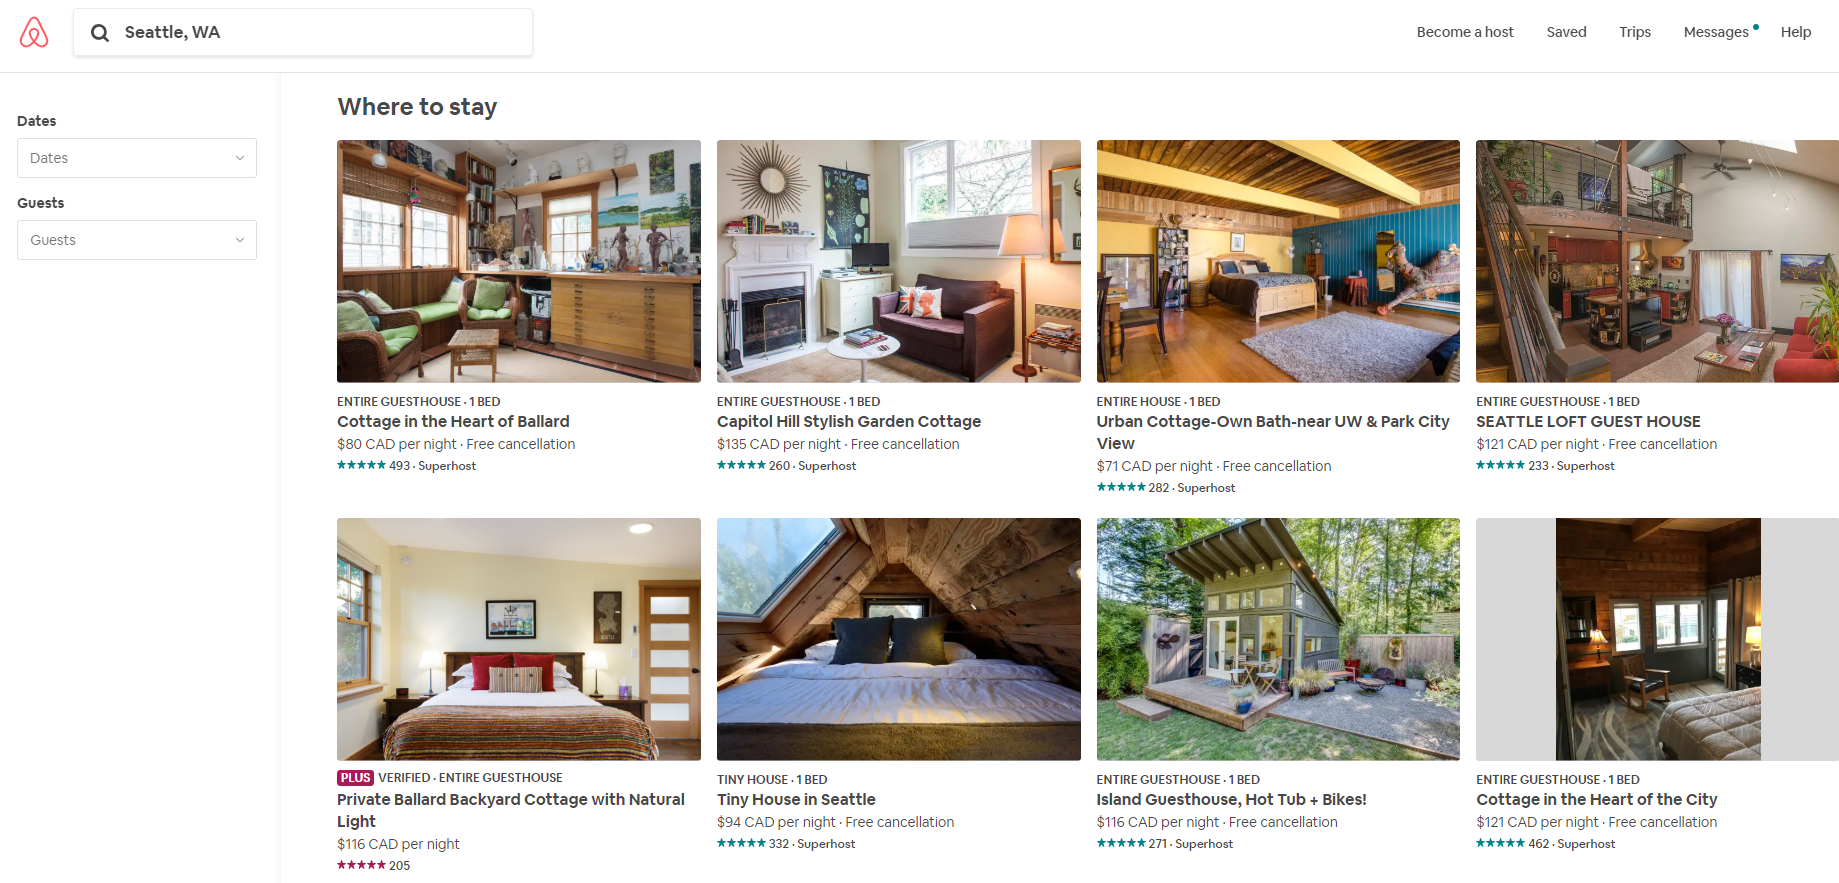 Seattle, WA
Become a host
Saved
Trips
Messages
Help
Dates
Dates
Guests
Guests
Where to stay
ENTIRE GUESTHOUSE · 1 BED
Cottage in the Heart of Ballard
$80 CAD per night · Free cancellation
493 · Superhost
ENTIRE GUESTHOUSE · 1 BED
Capitol Hill Stylish Garden Cottage
$135 CAD per night · Free cancellation
260 · Superhost
ENTIRE HOUSE · 1 BED
Urban Cottage-Own Bath-near UW & Park City
View
$71 CAD per night · Free cancellation
282 · Superhost
ENTIRE GUESTHOUSE · 1 BED
SEATTLE LOFT GUEST HOUSE
$121 CAD per night · Free cancellation
233 · Superhost
PLUS VERIFIED · ENTIRE GUESTHOUSE
Private Ballard Backyard Cottage with Natural
Light
$116 CAD per night
205
TINY HOUSE · 1 BED
Tiny House in Seattle
$94 CAD per night · Free cancellation
332 · Superhost
ENTIRE GUESTHOUSE · 1 BED
Island Guesthouse, Hot Tub + Bikes!
$116 CAD per night · Free cancellation
271 · Superhost
ENTIRE GUESTHOUSE · 1 BED
Cottage in the Heart of the City
$121 CAD per night · Free cancellation
462 · Superhost